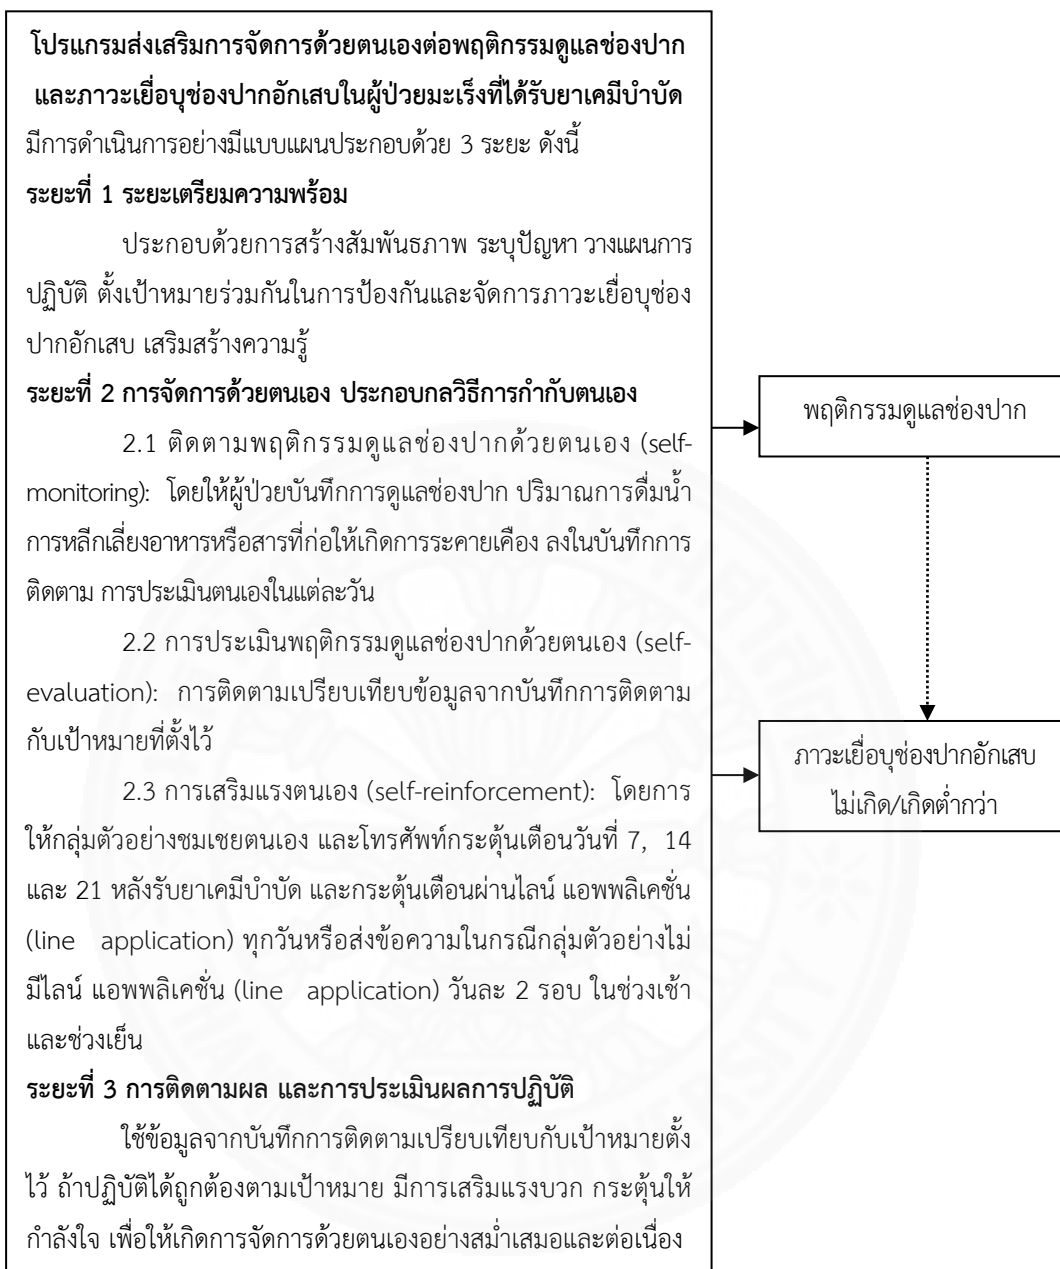 โปรแกรมส่งเสริมการจัดการด้วยตนเองต่อพฤติกรรมดูแลช่องปาก
และภาวะเยื่อบุช่องปากอักเสบในผู้ป่วยมะเร็งที่ได้รับยาเคมีบำบัด
มีการดำเนินการอย่างมีแบบแผนประกอบด้วย 3 ระยะ ดังนี้
ระยะที่ 1 ระยะเตรียมความพร้อม
ประกอบด้วยการสร้างสัมพันธภาพ ระบุปัญหา วางแผนการ
ปฏิบัติ ตั้งเป้าหมายร่วมกันในการป้องกันและจัดการภาวะเยื่อบุช่อง
ปากอักเสบ เสริมสร้างความรู้
ระยะที่ 2 การจัดการด้วยตนเอง ประกอบกลวิธีการกำกับตนเอง
2.1 ติดตามพฤติกรรมดูแลช่องปากด้วยตนเอง (self-
monitoring): โดยให้ผู้ป่วยบันทึกการดูแลช่องปาก ปริมาณการดื่มน้ำ
การหลีกเลี่ยงอาหารหรือสารที่ก่อให้เกิดการระคายเคือง ลงในบันทึกการ
ติดตาม การประเมินตนเองในแต่ละวัน
2.2 การประเมินพฤติกรรมดูแลช่องปากด้วยตนเอง (self-
evaluation): การติดตามเปรียบเทียบข้อมูลจากบันทึกการติดตาม
กับเป้าหมายที่ตั้งไว้
2.3 การเสริมแรงตนเอง (self-reinforcement): โดยการ
ให้กลุ่มตัวอย่างชมเชยตนเอง และโทรศัพท์กระตุ้นเตือนวันที่ 7, 14
และ 21 หลังรับยาเคมีบำบัด และกระตุ้นเตือนผ่านไลน์ แอพพลิเคชั่น
(line application) ทุกวันหรือส่งข้อความในกรณีกลุ่มตัวอย่างไม่
มีไลน์ แอพพลิเคชั่น (line application) วันละ 2 รอบ ในช่วงเช้า
และช่วงเย็น
ระยะที่ 3 การติดตามผล และการประเมินผลการปฏิบัติ
ใช้ข้อมูลจากบันทึกการติดตามเปรียบเทียบกับเป้าหมายตั้ง
ไว้ ถ้าปฏิบัติได้ถูกต้องตามเป้าหมาย มีการเสริมแรงบวก กระตุ้นให้
กำลังใจ เพื่อให้เกิดการจัดการด้วยตนเองอย่างสม่ำเสมอและต่อเนื่อง
พฤติกรรมดูแลช่องปาก
ภาวะเยื่อบุช่องปากอักเสบ
ไม่เกิด/เกิดต่ำกว่า